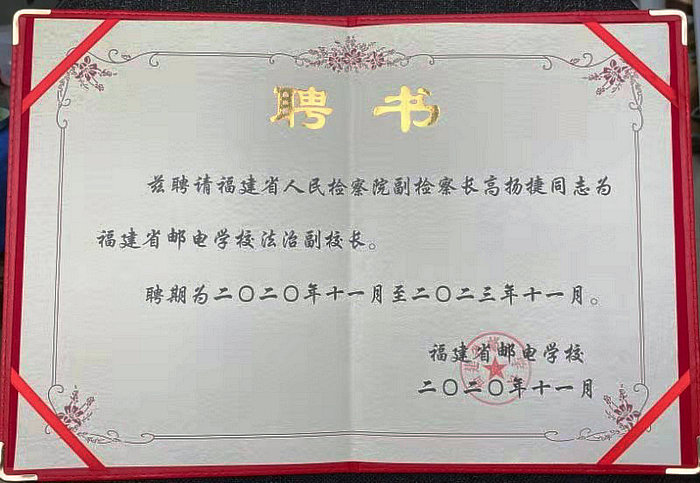 聘书
兹聘请福建省人民检察院副检察长高扬捷同志为
福建省邮电学校法治副校长。
聘期为二〇二〇年十一月至二〇二三年十一月。
福建省邮电学校
二〇二〇年十一月